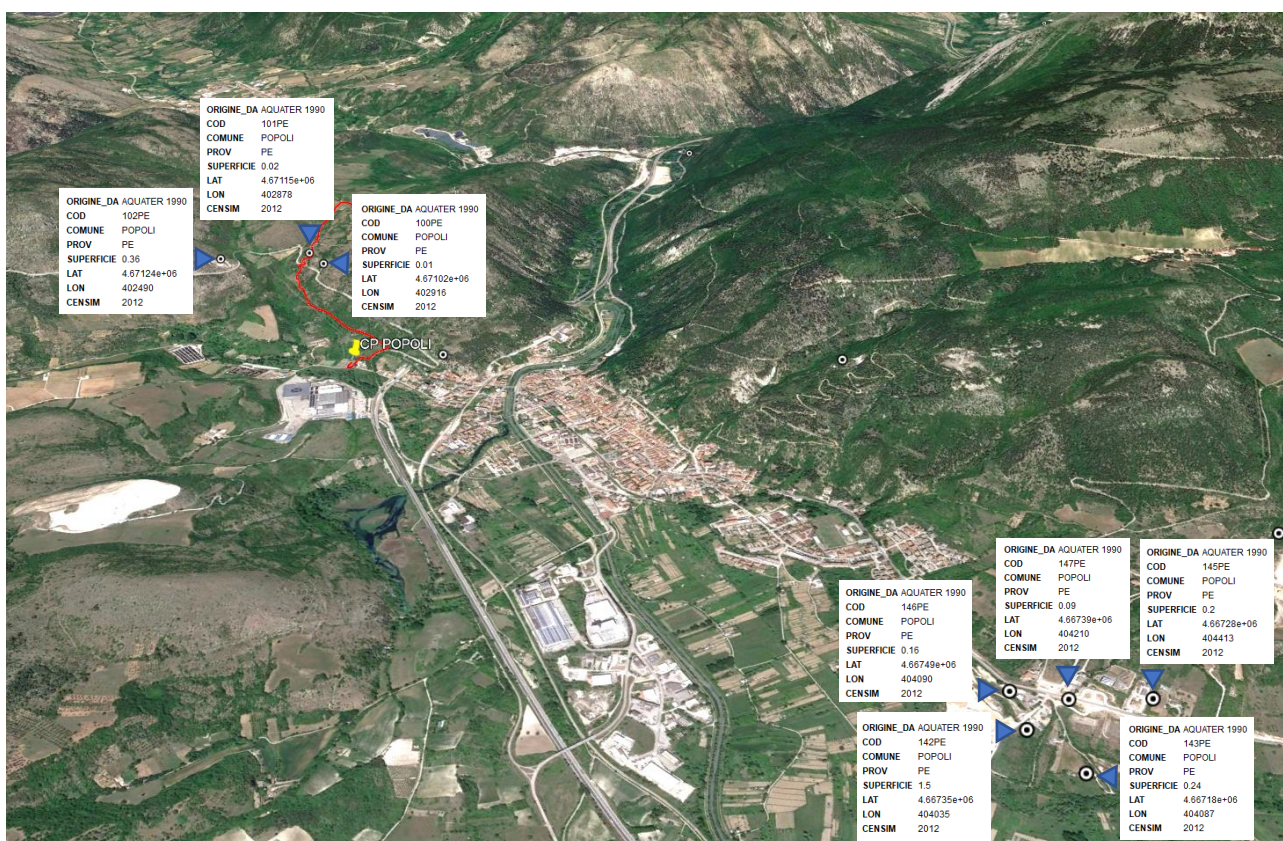 ORIGINE_DA AQUATER 1990
COD 101PE
COMUNE POPOLI
PROV PE
SUPERFICIE 0.02
LAT 4.67115e+06
LON 402878
CENSIM 2012
ORIGINE_DA AQUATER 1990
COD 102PE
COMUNE POPOLI
PROV PE
SUPERFICIE 0.36
LAT 4.67124e+06
LON 402490
CENSIM 2012
ORIGINE_DA AQUATER 1990
COD 100PE
COMUNE POPOLI
PROV PE
SUPERFICIE 0.01
LAT 4.67102e+06
LON 402916
CENSIM 2012
CP POPOLI
ORIGINE_DA AQUATER 1990
COD 147PE
COMUNE POPOLI
PROV PE
SUPERFICIE 0.09
LAT 4.66739e+06
LON 404210
CENSIM 2012
ORIGINE_DA AQUATER 1990
COD 145PE
COMUNE POPOLI
PROV PE
SUPERFICIE 0.2
LAT 4.66728e+06
LON 404413
CENSIM 2012
ORIGINE_DA AQUATER 1990
COD 146PE
COMUNE POPOLI
PROV PE
SUPERFICIE 0.16
LAT 4.66749e+06
LON 404090
CENSIM 2012
ORIGINE_DA AQUATER 1990
COD 142PE
COMUNE POPOLI
PROV PE
SUPERFICIE 1.5
LAT 4.66735e+06
LON 404035
CENSIM 2012
ORIGINE_DA AQUATER 1990
COD 143PE
COMUNE POPOLI
PROV PE
SUPERFICIE 0.24
LAT 4.66718e+06
LON 404087
CENSIM 2012